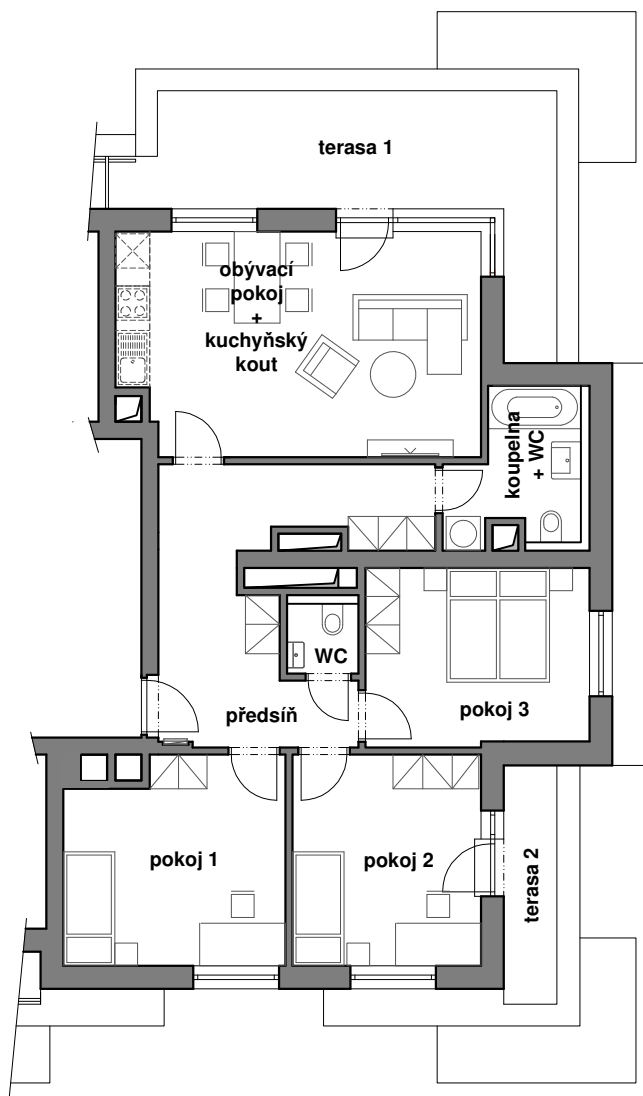 terasa 1
obývací
pokoj
+
kuchyňský
kout
koupelna
+ WC
WC
předsíň
pokoj 3
pokoj 1
pokoj 2
terasa 2